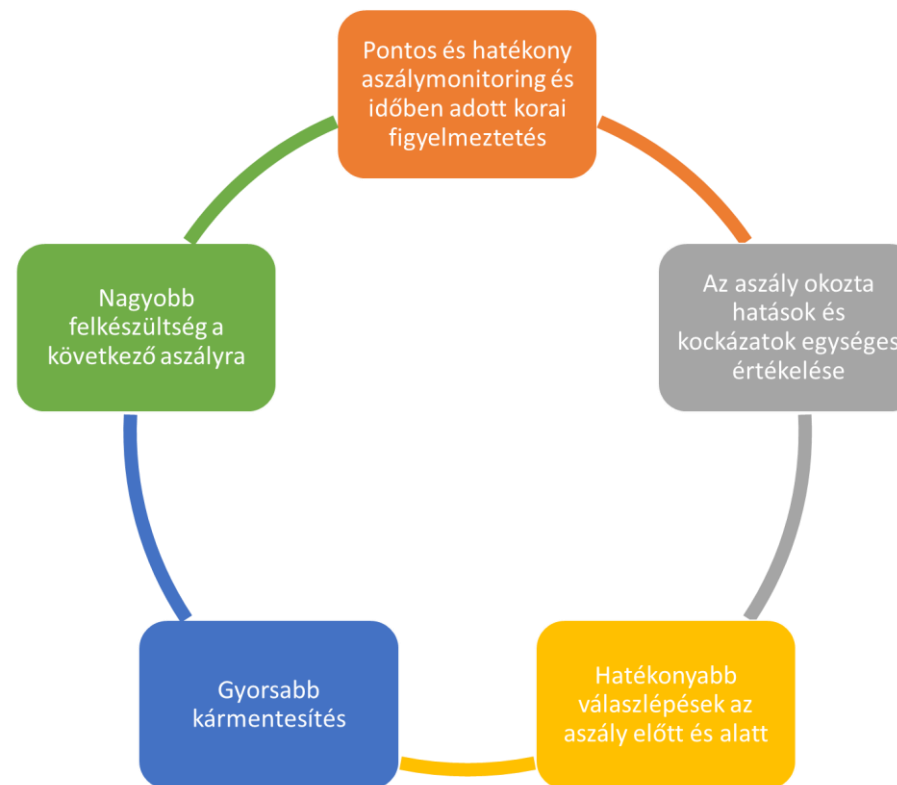 Pontos és hatékony
aszálymonitoring és
időben adott korai
figyelmeztetés
Az aszály okozta
hatások és
kockázatok egységes
értékelése
Hatékonyabb
válaszlépések az
aszály előtt és alatt
Gyorsabb
kármentesítés
Nagyobb
felkészültség a
következő aszályra